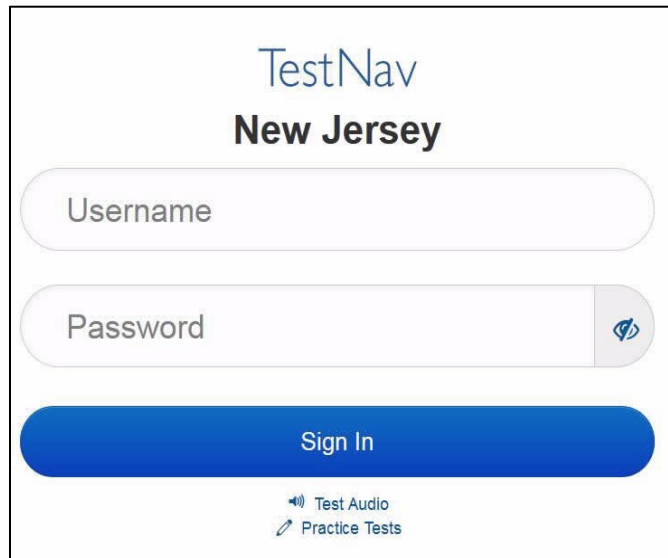 TestNav
New Jersey
Username
Password
Sign In
Test Audio
Practice Tests